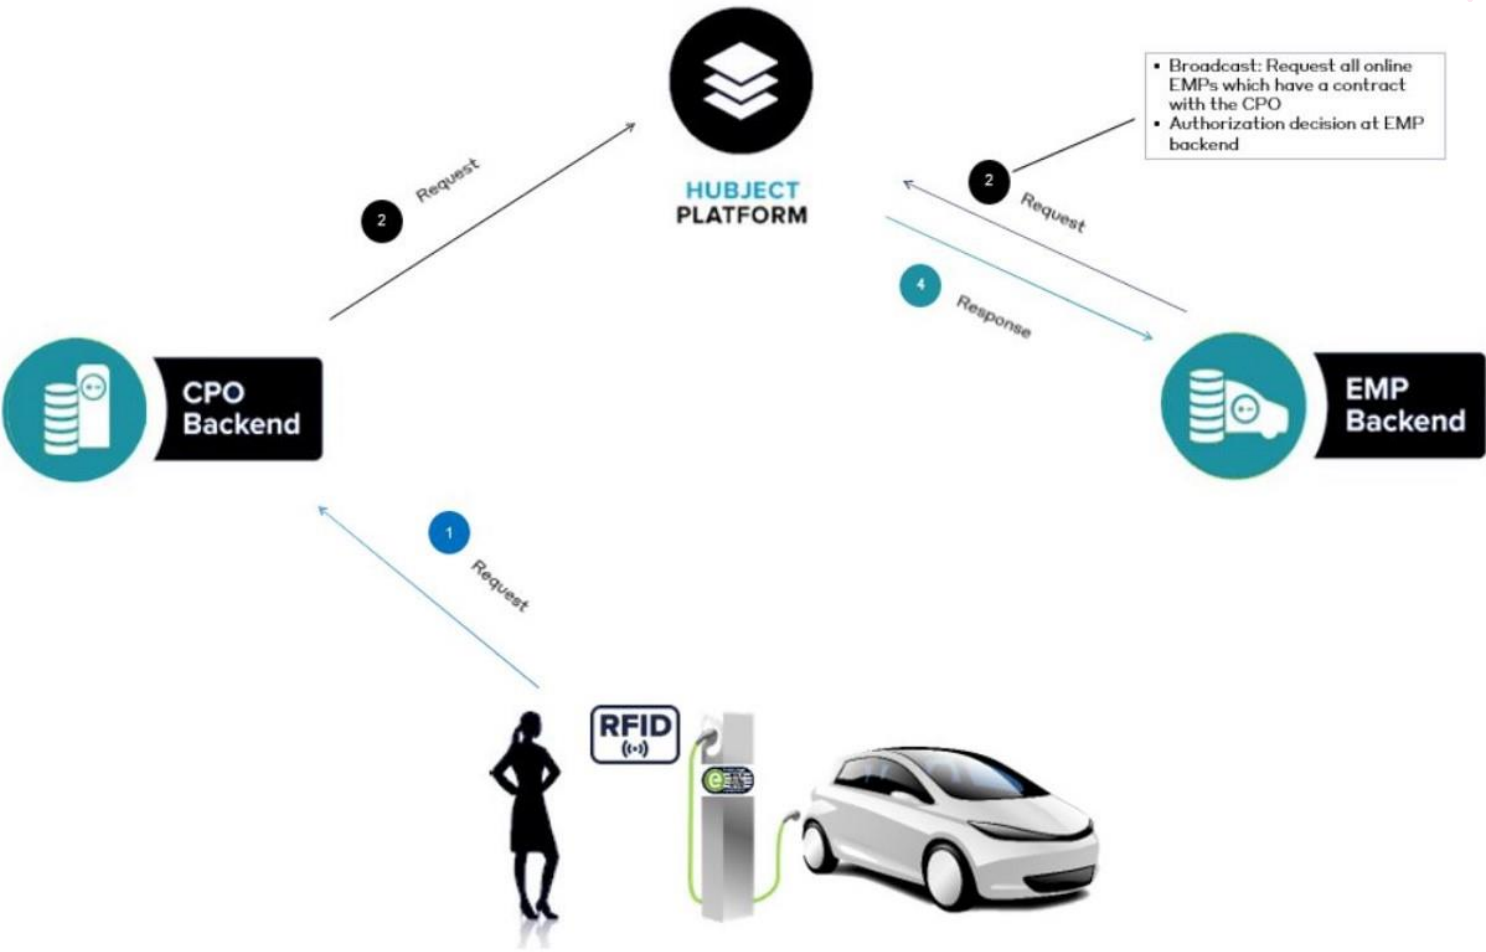 ▪ Broadcast: Request all online
EMPs which have a contract
with the CPO
▪ Authorization decision at EMP
backend
HUBJECT
PLATFORM
2
Request
2
Request
4
Response
CPO
Backend
EMP
Backend
1
Request
RFID
e